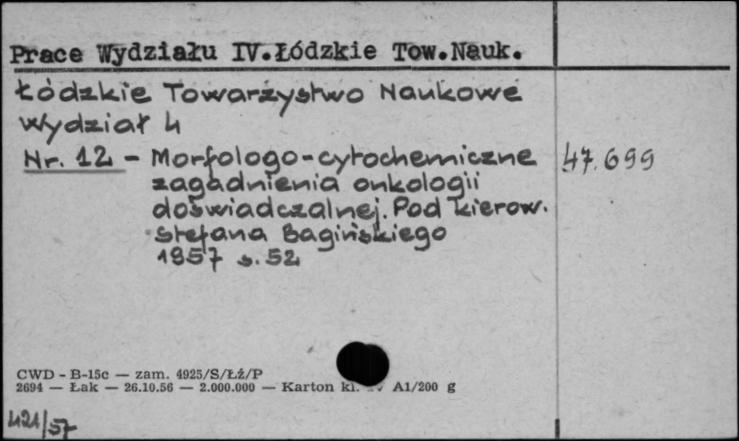 Prace Wydziału IV.Łódzkie Tow.Nauk.
Łódzkie Towarzystwo Naukowe
Wydział 4
Nr. 12 - Morfologo-cytochemiczne 47.699
zagadnienia onkologii
doświadczalnej. Pod kierow.
Stefana Bagińskiego
1957 s. 52
CWD - B-15c — zam. 4925/S/Łź/P
2694 — Łak — 26.10.56 — 2.000.000 — Karton kl. A1/200 g
421/57